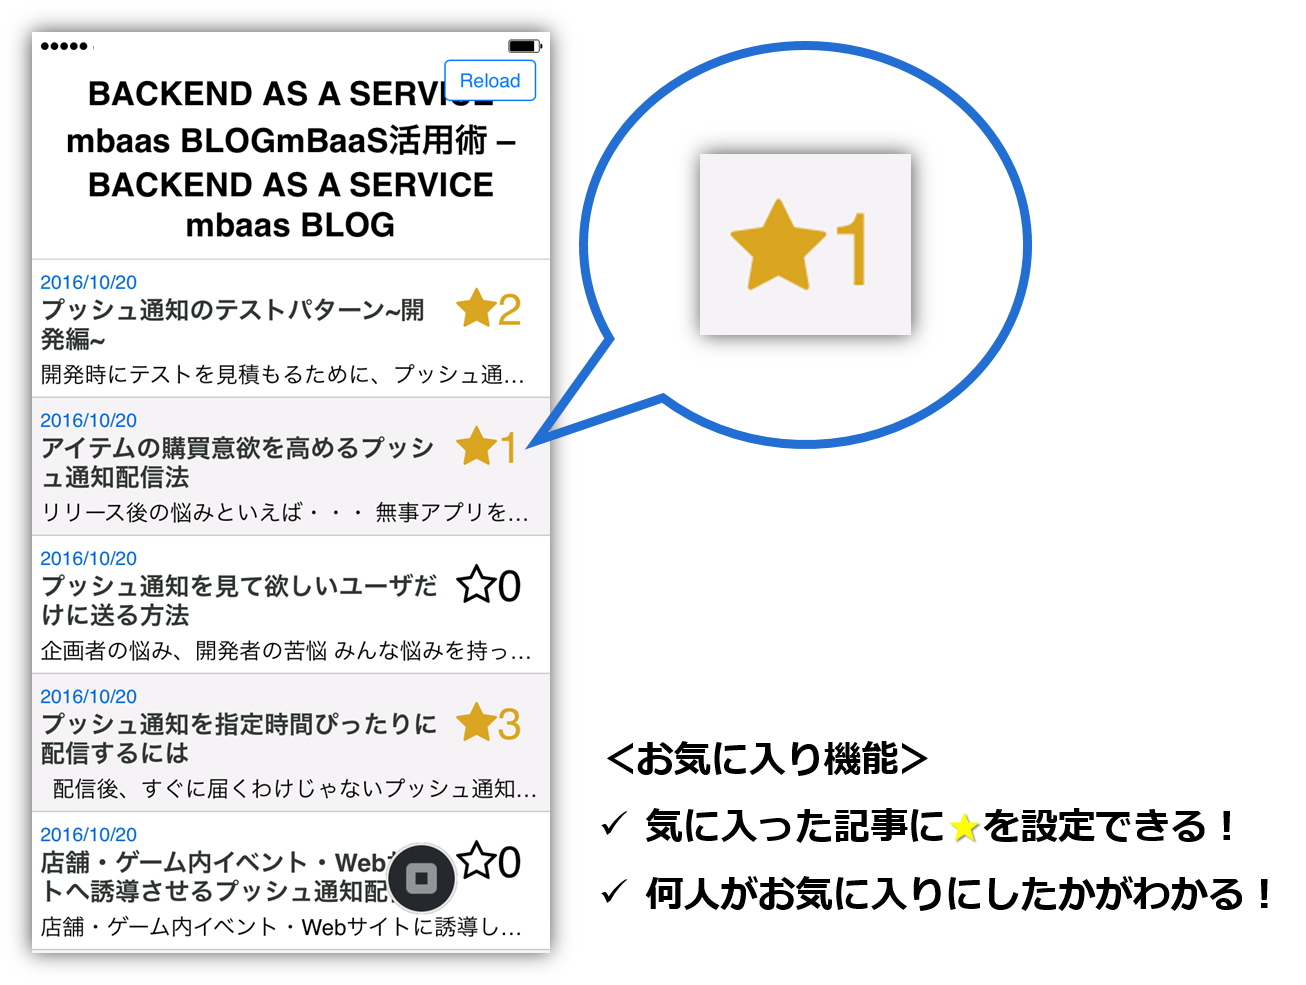 Reload
BACKEND AS A SERVICE
mbaas BLOGmBaaS活用術 –
BACKEND AS A SERVICE
mbaas BLOG
2016/10/20
プッシュ通知のテストパターン~開
発編~
★2
開発時にテストを見積もるために、プッシュ通...
2016/10/20
アイテムの購買意欲を高めるプッシ
ュ通知配信法
★1
リリース後の悩みといえば・・・ 無事アプリを...
2016/10/20
プッシュ通知を見て欲しいユーザだ
けに送る方法
☆0
企画者の悩み、開発者の苦悩 みんな悩みを持っ...
2016/10/20
プッシュ通知を指定時間ぴったりに
配信するには
★3
配信後、すぐに届くわけじゃないプッシュ通知...
2016/10/20
店舗・ゲーム内イベント・Web
トへ誘導させるプッシュ通知配
☆0
店舗・ゲーム内イベント・Webサイトに誘導し...
★1
＜お気に入り機能＞
✓ 気に入った記事に★を設定できる！
✓ 何人がお気に入りにしたかがわかる！